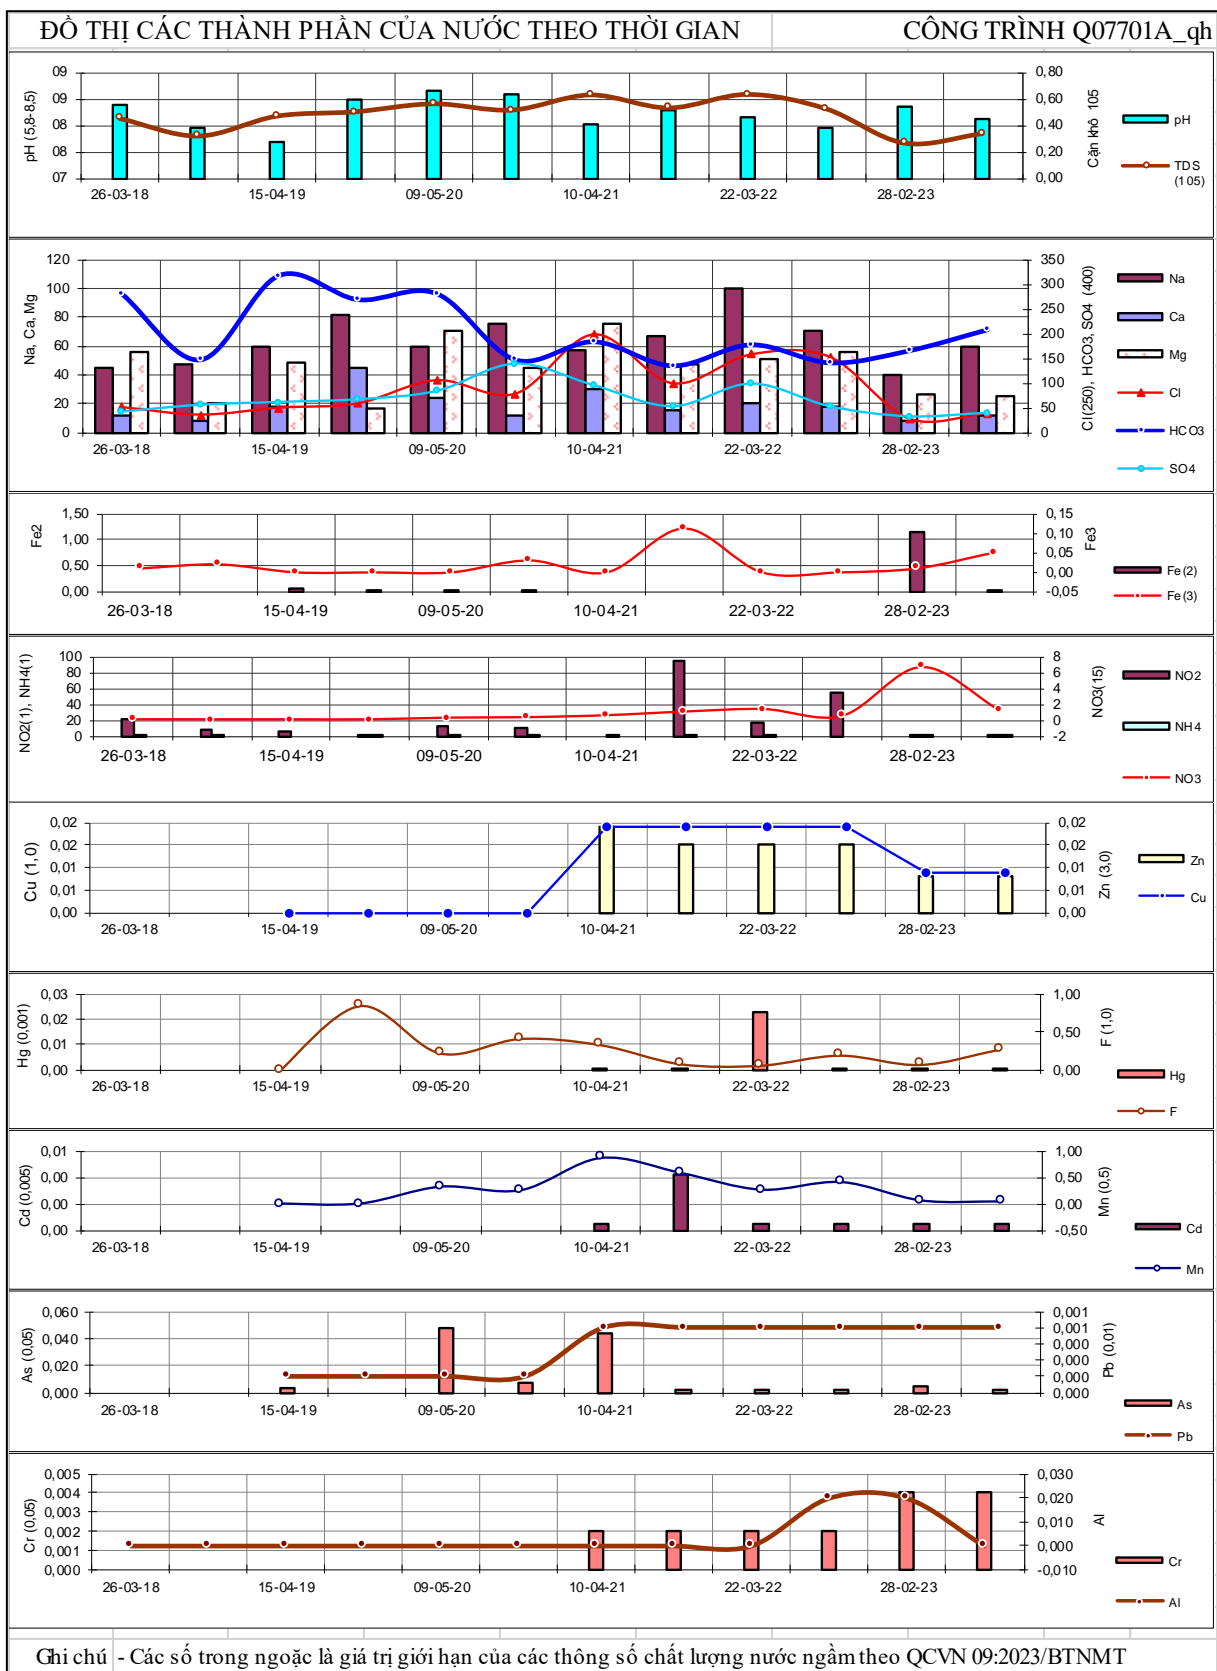 ĐỒ THỊ CÁC THÀNH PHẦN CỦA NƯỚC THEO THỜI GIAN CÔNG TRÌNH Q07701A_qh
pH (5,8-8,5)
09
09
08
08
07
0,80
0,60
0,40
0,20
0,00
Cặn khô 105
26-03-18 15-04-19 09-05-20 10-04-21 22-03-22 28-02-23
pH
TDS
(105)
Na, Ca, Mg
120
100
80
60
40
20
0
350
300
250
200
150
100
50
0
Cl(250), HCO3, SO4 (400)
26-03-18 15-04-19 09-05-20 10-04-21 22-03-22 28-02-23
Na
Ca
Mg
Cl
HCO3
SO4
Fe2
1,50
1,00
0,50
0,00
0,15
0,10
0,05
0,00
-0,05
Fe3
26-03-18 15-04-19 09-05-20 10-04-21 22-03-22 28-02-23
Fe(2)
Fe(3)
NO2(1), NH4(1)
100
80
60
40
20
0
8
6
4
2
0
-2
NO3(15)
26-03-18 15-04-19 09-05-20 10-04-21 22-03-22 28-02-23
NO2
NH4
NO3
Cu (1,0)
0,02
0,02
0,01
0,01
0,00
0,02
0,02
0,01
0,01
0,00
Zn (3,0)
26-03-18 15-04-19 09-05-20 10-04-21 22-03-22 28-02-23
Zn
Cu
Hg (0,001)
0,03
0,02
0,01
0,00
1,00
0,50
0,00
F (1,0)
26-03-18 15-04-19 09-05-20 10-04-21 22-03-22 28-02-23
Hg
F
Cd (0,005)
0,01
0,00
0,00
0,00
1,00
0,50
0,00
-0,50
Mn (0,5)
26-03-18 15-04-19 09-05-20 10-04-21 22-03-22 28-02-23
Cd
Mn
As (0,05)
0,060
0,040
0,020
0,000
0,001
0,001
0,000
0,000
0,000
Pb (0,01)
26-03-18 15-04-19 09-05-20 10-04-21 22-03-22 28-02-23
As
Pb
Cr (0,05)
0,005
0,004
0,002
0,001
0,000
0,030
0,020
0,010
0,000
-0,010
Al
26-03-18 15-04-19 09-05-20 10-04-21 22-03-22 28-02-23
Cr
Al
Ghi chú - Các số trong ngoặc là giá trị giới hạn của các thông số chất lượng nước ngầm theo QCVN 09:2023/BTNMT